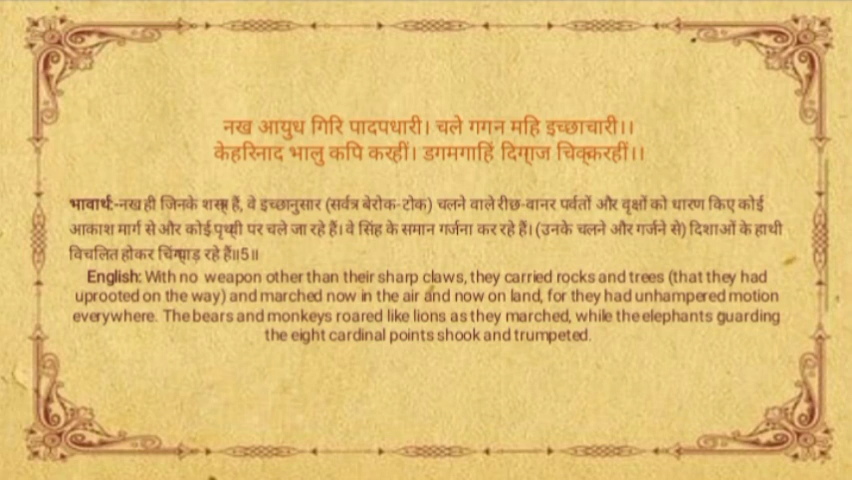 नख आयुध गिरि पादपधारी। चले गगन महि इच्छाचारी।।
केहरिनाद भालु कपि करहीं। डगमगाहिं दिग्गज चिक्करहीं।।
भावार्थ:-नख ही जिनके शस्त्र हैं, वे इच्छानुसार (सर्वत्र बेरोक-टोक) चलने वाले रीछ-वानर पर्वतों और वृक्षों को धारण किए कोई
आकाश मार्ग से और कोई पृथ्वी पर चले जा रहे हैं। वे सिंह के समान गर्जना कर रहे हैं। (उनके चलने और गर्जने से) दिशाओं के हाथी
विचलित होकर चिंग्घाड़ रहे हैं॥5॥
English: With no weapon other than their sharp claws, they carried rocks and trees (that they had
uprooted on the way) and marched now in the air and now on land, for they had unhampered motion
everywhere. The bears and monkeys roared like lions as they marched, while the elephants guarding
the eight cardinal points shook and trumpeted.